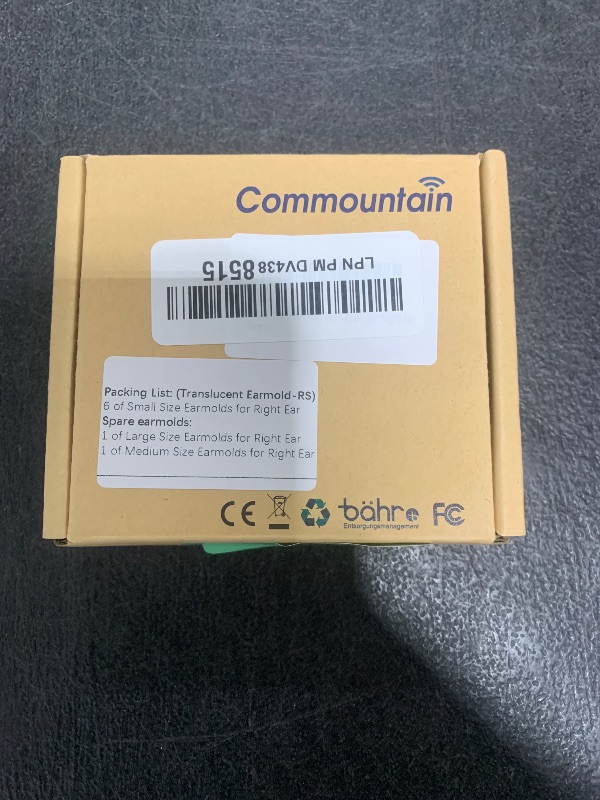 Commountain
LPN PM DV438 8515
Packing List: (Translucent Earmold-RS)
6 of Small Size Earmolds for Right Ear
Spare earmolds:
1 of Large Size Earmolds for Right Ear
1 of Medium Size Earmolds for Right Ear
CE bähr FC
Entsorgungsmanagement